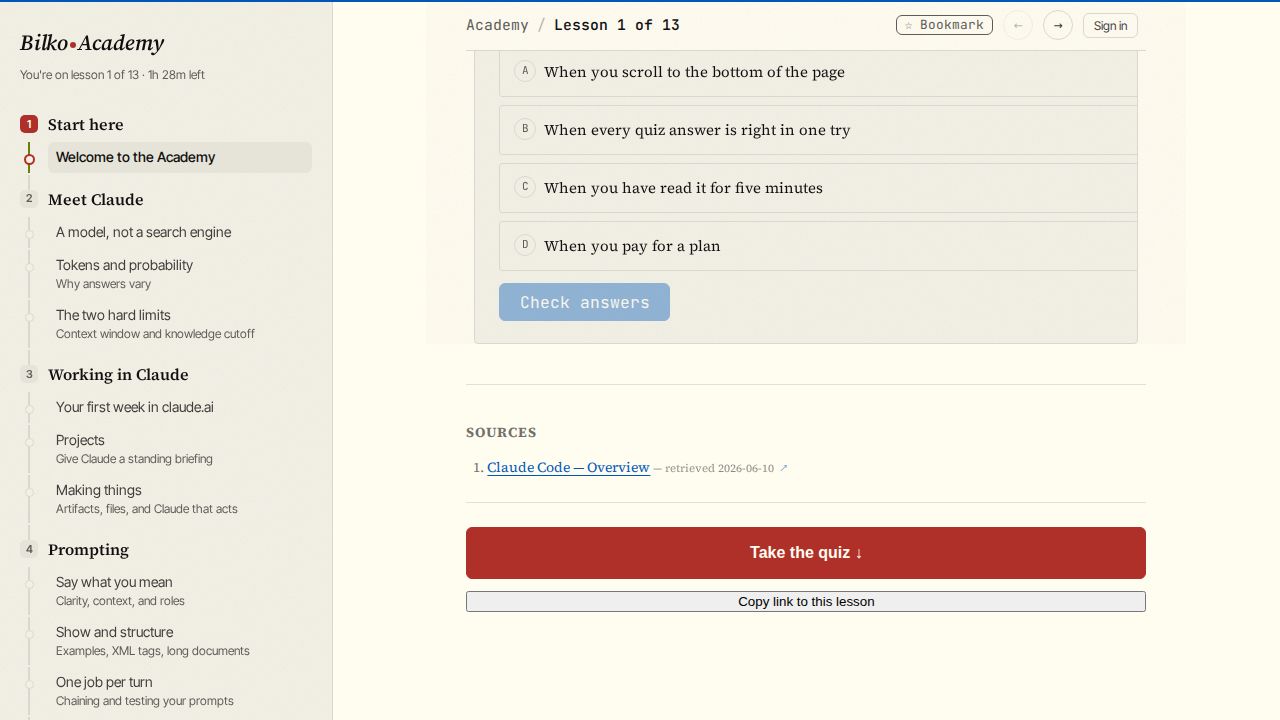 Bilko•Academy
You're on lesson 1 of 13 · 1h 28m left
1 Start here
Welcome to the Academy
2 Meet Claude
A model, not a search engine
Tokens and probability
Why answers vary
The two hard limits
Context window and knowledge cutoff
3 Working in Claude
Your first week in claude.ai
Projects
Give Claude a standing briefing
Making things
Artifacts, files, and Claude that acts
4 Prompting
Say what you mean
Clarity, context, and roles
Show and structure
Examples, XML tags, long documents
One job per turn
Chaining and testing your prompts
Academy / Lesson 1 of 13
☆ Bookmark ← → Sign in
A When you scroll to the bottom of the page
B When every quiz answer is right in one try
C When you have read it for five minutes
D When you pay for a plan
Check answers
SOURCES
1. Claude Code — Overview — retrieved 2026-06-10 ↗
Take the quiz ↓
Copy link to this lesson